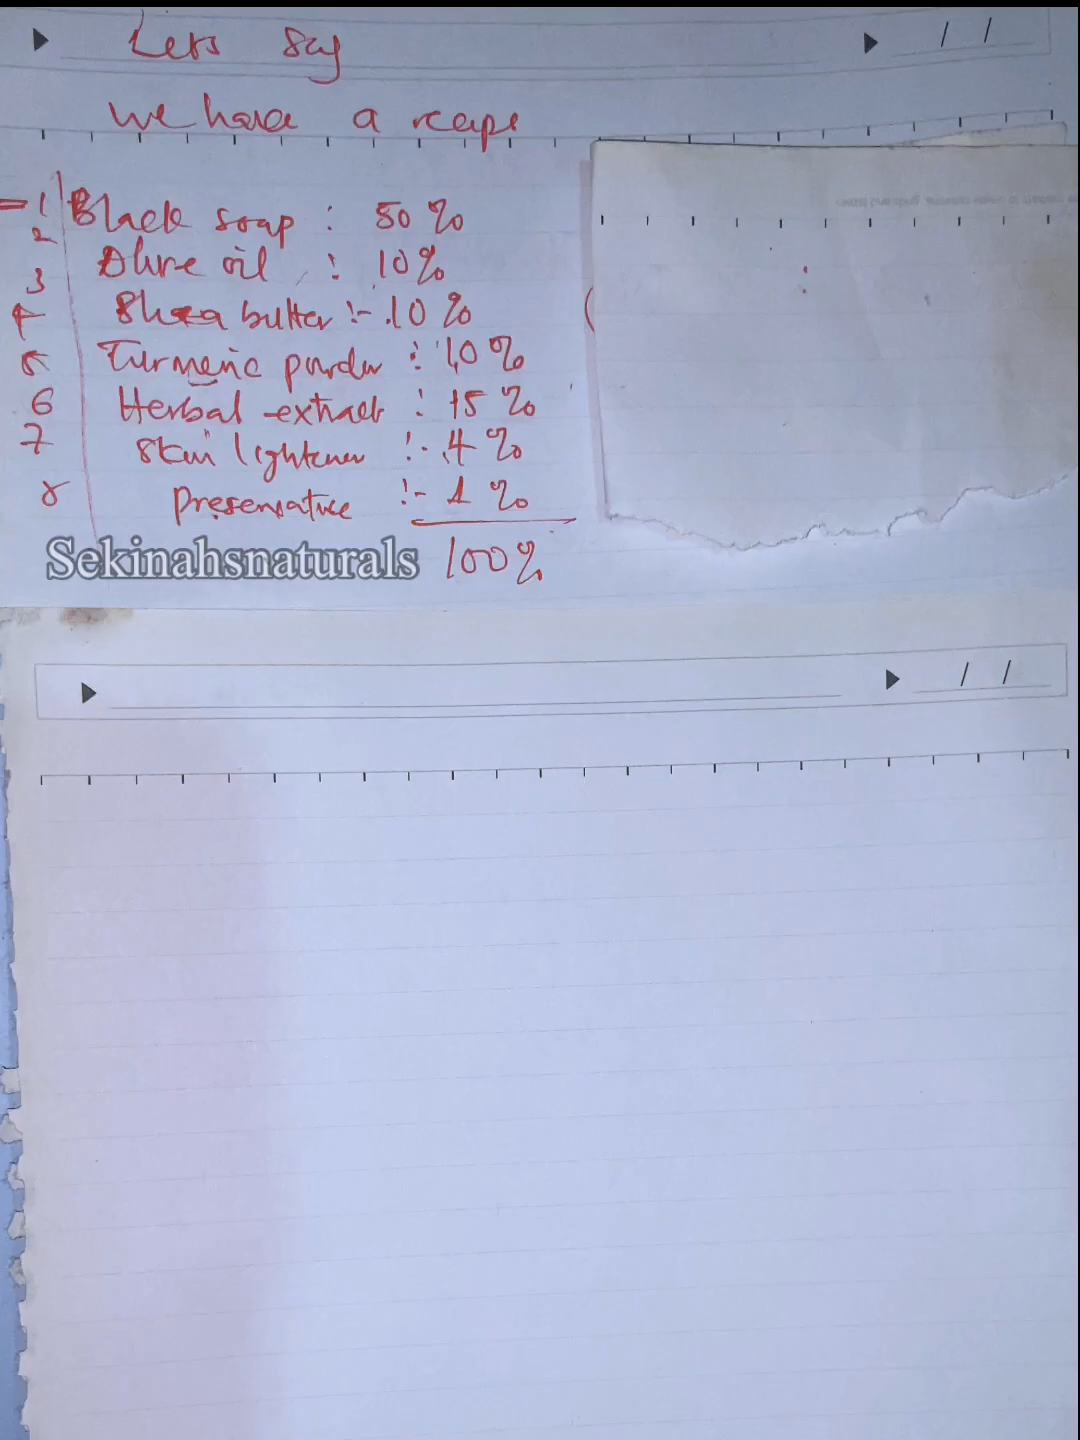 Lets say
we have a recipe
1 Black soap : 50 %
2 Olive oil : 10 %
3 Shea butter :- 10 %
4 Turmeric powder : 10 %
5 Herbal extract : 15 %
6 Skin lightener :- 4 %
7 Preservative :- 1 %
8
100 %
Sekinahsnaturals
/ /
/ /